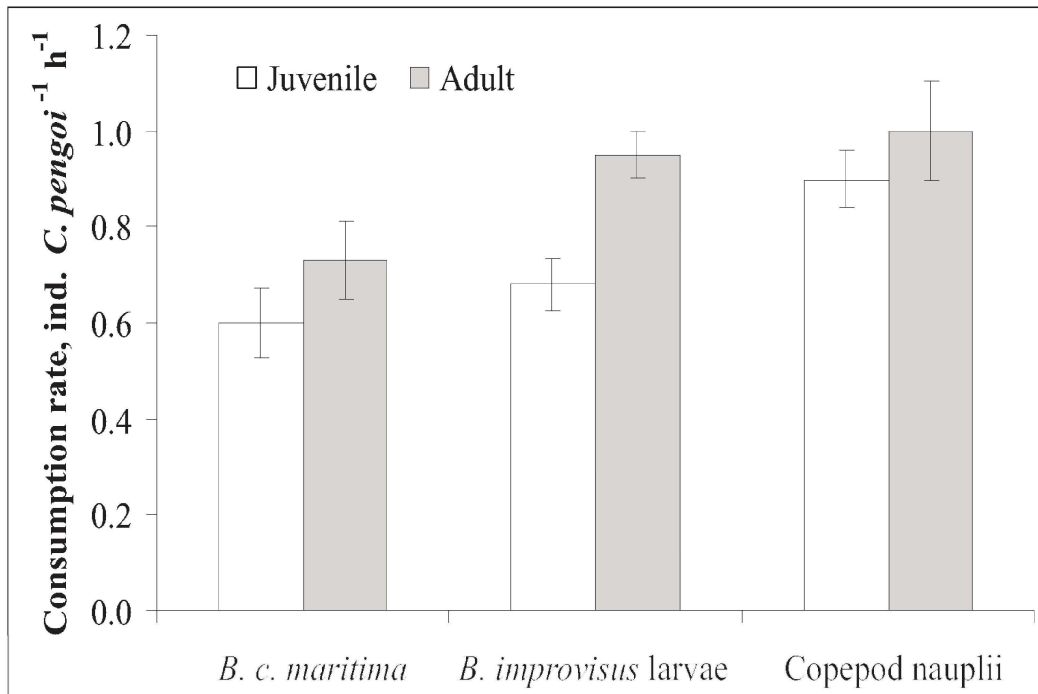 Consumption rate, ind. C. pengoi⁻¹ h⁻¹
1.2
1.0
0.8
0.6
0.4
0.2
0.0
Juvenile Adult
B. c. maritima B. improvisus larvae Copepod nauplii